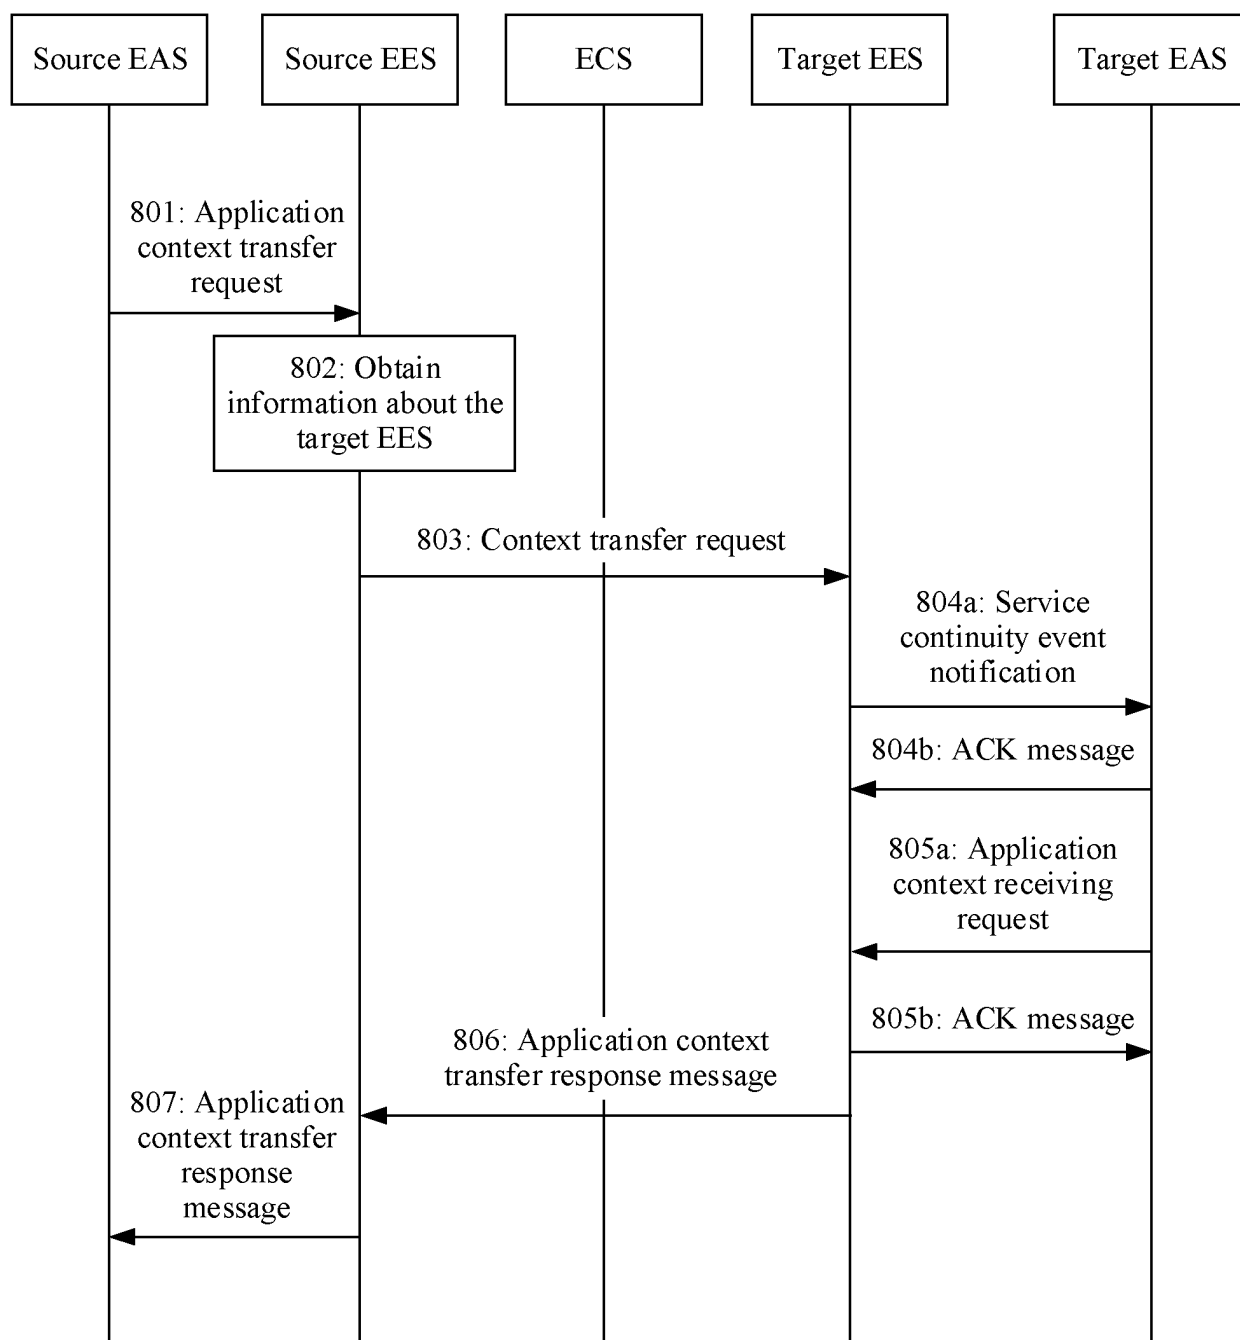 Source EAS
Source EES
ECS
Target EES
Target EAS
801: Application
context transfer
request
802: Obtain
information about the
target EES
803: Context transfer request
804a: Service
continuity event
notification
804b: ACK message
805a: Application
context receiving
request
805b: ACK message
806: Application context
transfer response message
807: Application
context transfer
response
message